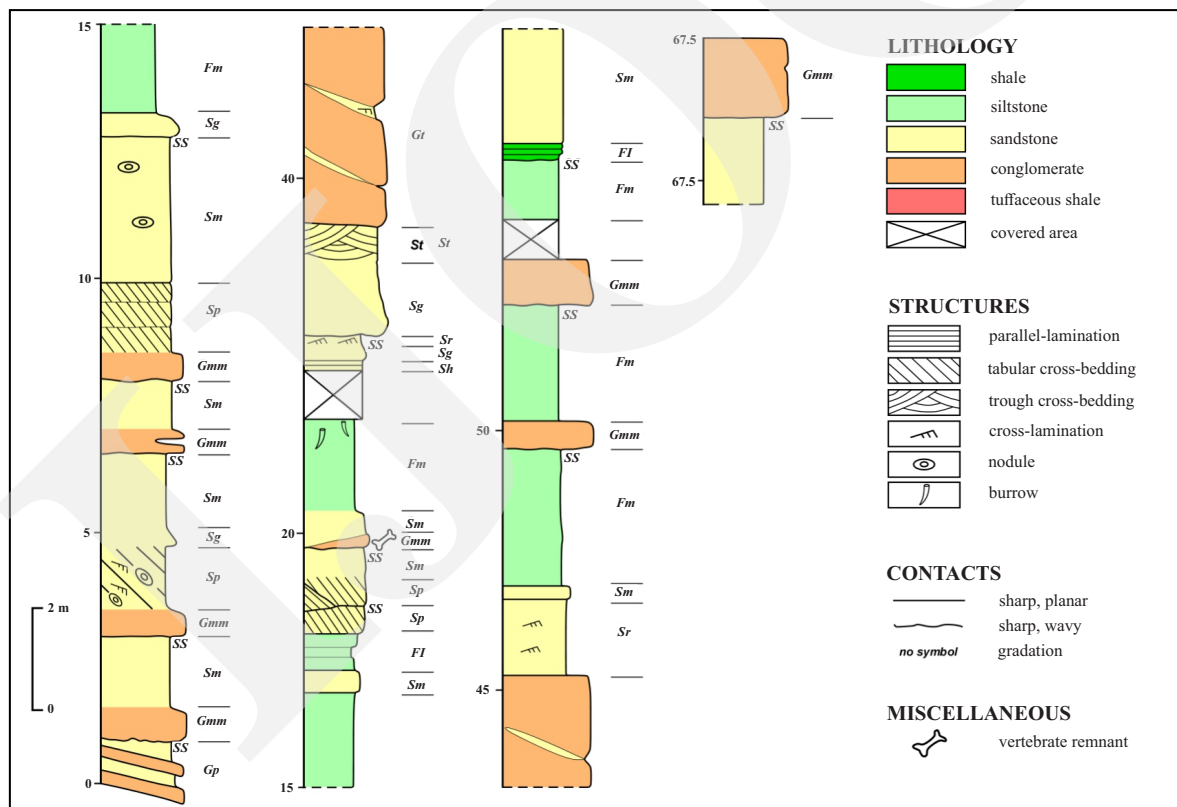 15
Fm
Sg
SS
Sm
10
Sp
Gmm
SS
Sm
Gmm
SS
Sm
5
Sg
Sp
2 m
Gmm
SS
Sm
0
Gmm
SS
Gp
0
Gt
40
St St
Sg
SS Sr
Sg
Sh
Fm
Sm
20
Gmm
SS
Sm
Sp
SS
Sp
FI
Sm
15
Sm
FI
SS
Fm
Gmm
SS
Fm
50
Gmm
SS
Fm
Sm
Sr
45
67.5
Gmm
SS
67.5
LITHOLOGY
shale
siltstone
sandstone
conglomerate
tuffaceous shale
covered area
STRUCTURES
parallel-lamination
tabular cross-bedding
trough cross-bedding
cross-lamination
nodule
burrow
CONTACTS
sharp, planar
sharp, wavy
no symbol gradation
MISCELLANEOUS
vertebrate remnant